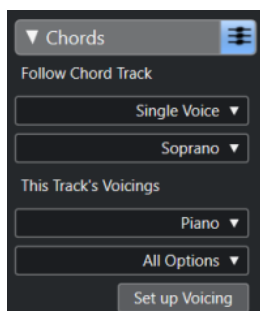 Chords
Follow Chord Track
Single Voice
Soprano
This Track's Voicings
Piano
All Options
Set up Voicing